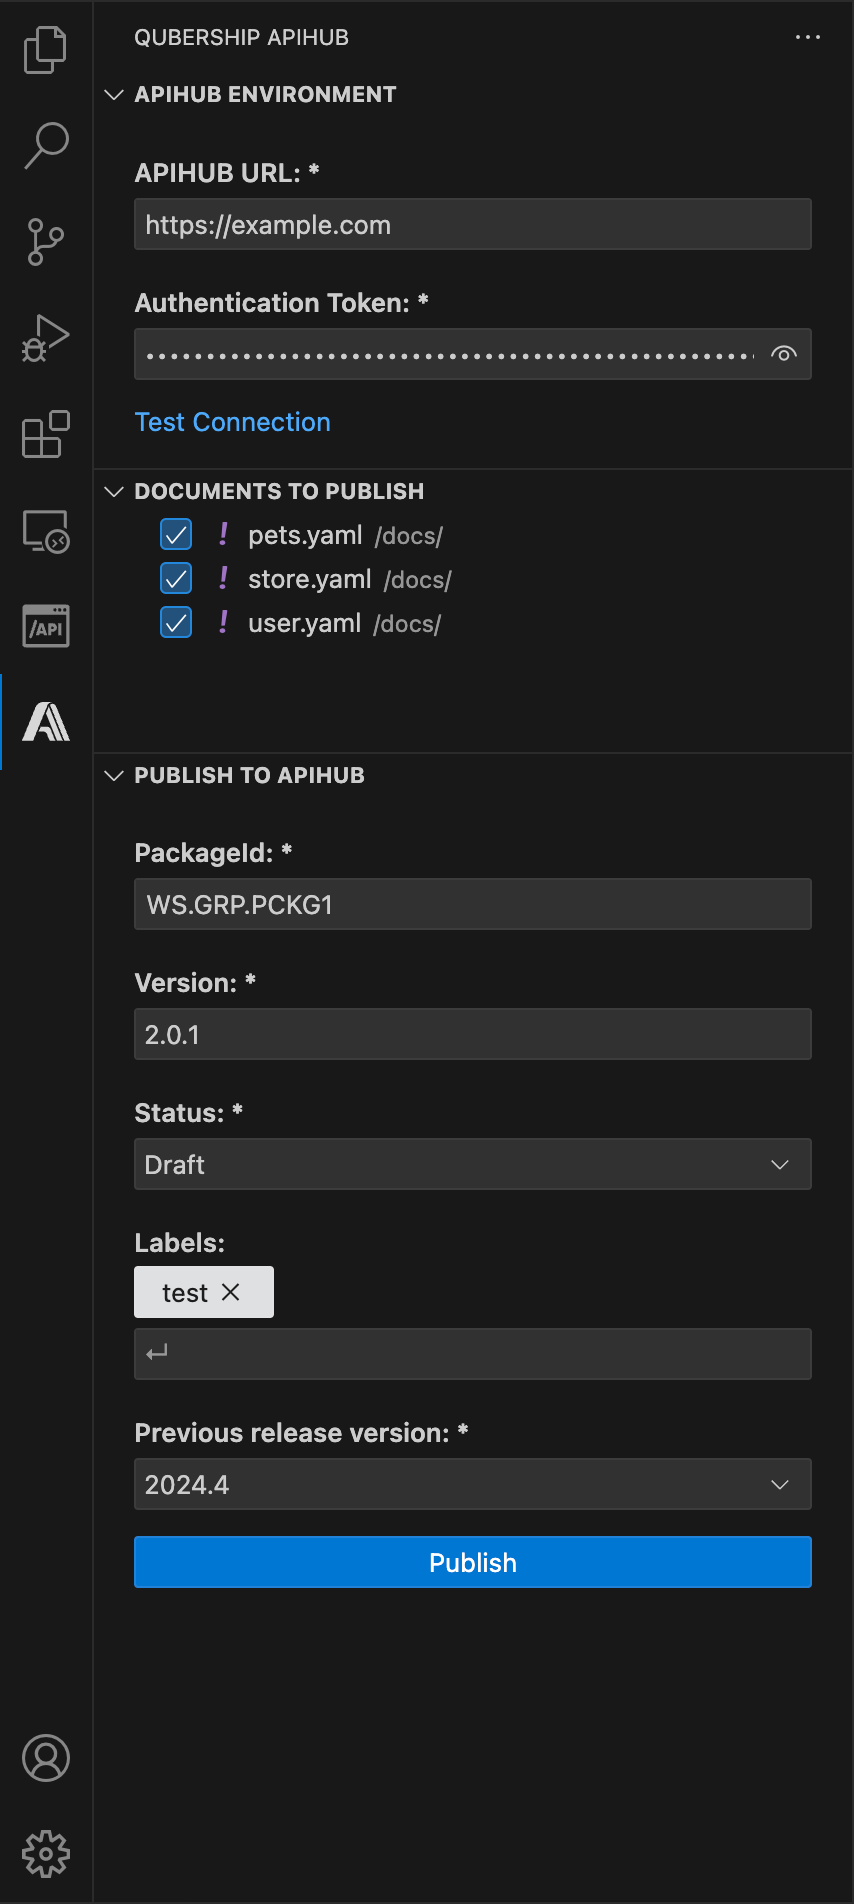 QUBERSHIP APIHUB
APIHUB ENVIRONMENT
APIHUB URL: *
https://example.com
Authentication Token: *
Test Connection
DOCUMENTS TO PUBLISH
! pets.yaml /docs/
! store.yaml /docs/
! user.yaml /docs/
/API
PUBLISH TO APIHUB
PackageId: *
WS.GRP.PCKG1
Version: *
2.0.1
Status: *
Draft
Labels:
test
Previous release version: *
2024.4
Publish